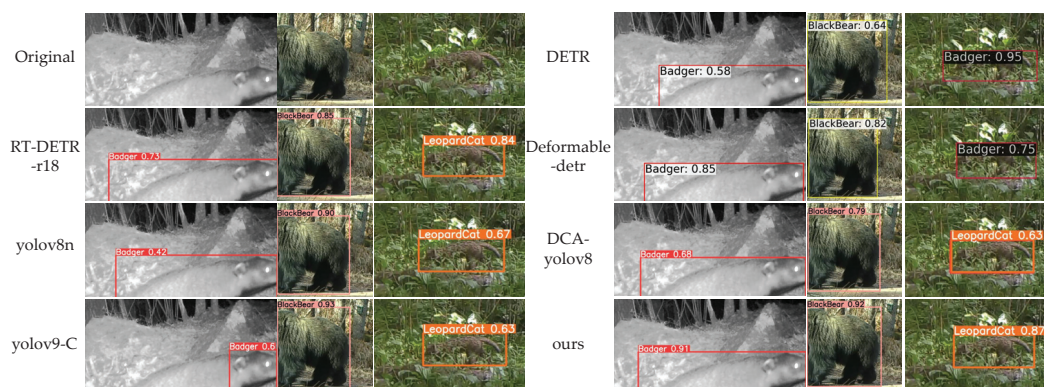 Original
DETR
Badger: 0.58
BlackBear: 0.64
Badger: 0.95
RT-DETR
-r18
Badger 0.73
BlackBear 0.85
LeopardCat 0.84
Deformable
-detr
Badger: 0.85
BlackBear: 0.82
Badger: 0.75
yolov8n
Badger 0.42
BlackBear 0.90
LeopardCat 0.67
DCA-
yolov8
Badger 0.68
BlackBear 0.79
LeopardCat 0.63
yolov9-C
Badger 0.6
BlackBear 0.93
LeopardCat 0.63
ours
Badger 0.91
BlackBear 0.92
LeopardCat 0.87